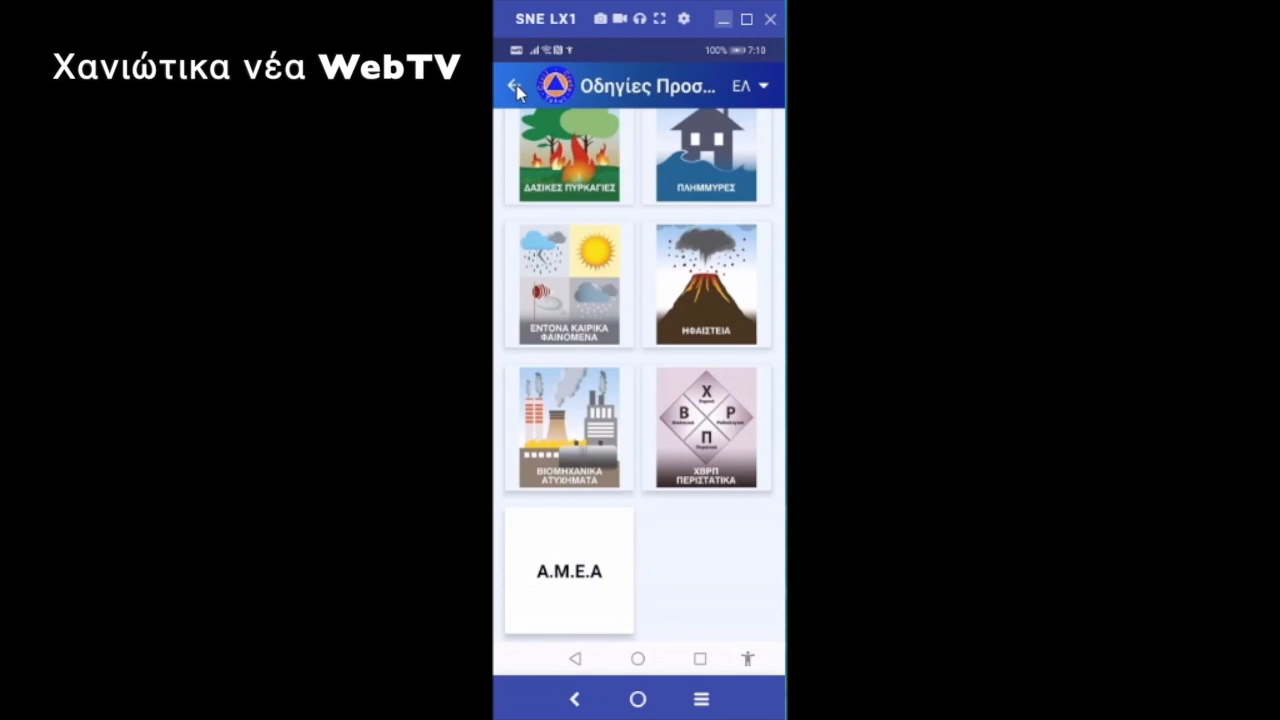 Χανιώτικα νέα WebTV
SNE LX1
100% 7:10
Οδηγίες Προσ... ΕΛ
ΔΑΣΙΚΕΣ ΠΥΡΚΑΓΙΕΣ
ΠΛΗΜΜΥΡΕΣ
ΕΝΤΟΝΑ ΚΑΙΡΙΚΑ
ΦΑΙΝΟΜΕΝΑ
ΗΦΑΙΣΤΕΙΑ
ΒΙΟΜΗΧΑΝΙΚΑ
ΑΤΥΧΗΜΑΤΑ
Χ
Β Ρ
Π
ΧΒΡΠ
ΠΕΡΙΣΤΑΤΙΚΑ
Α.Μ.Ε.Α